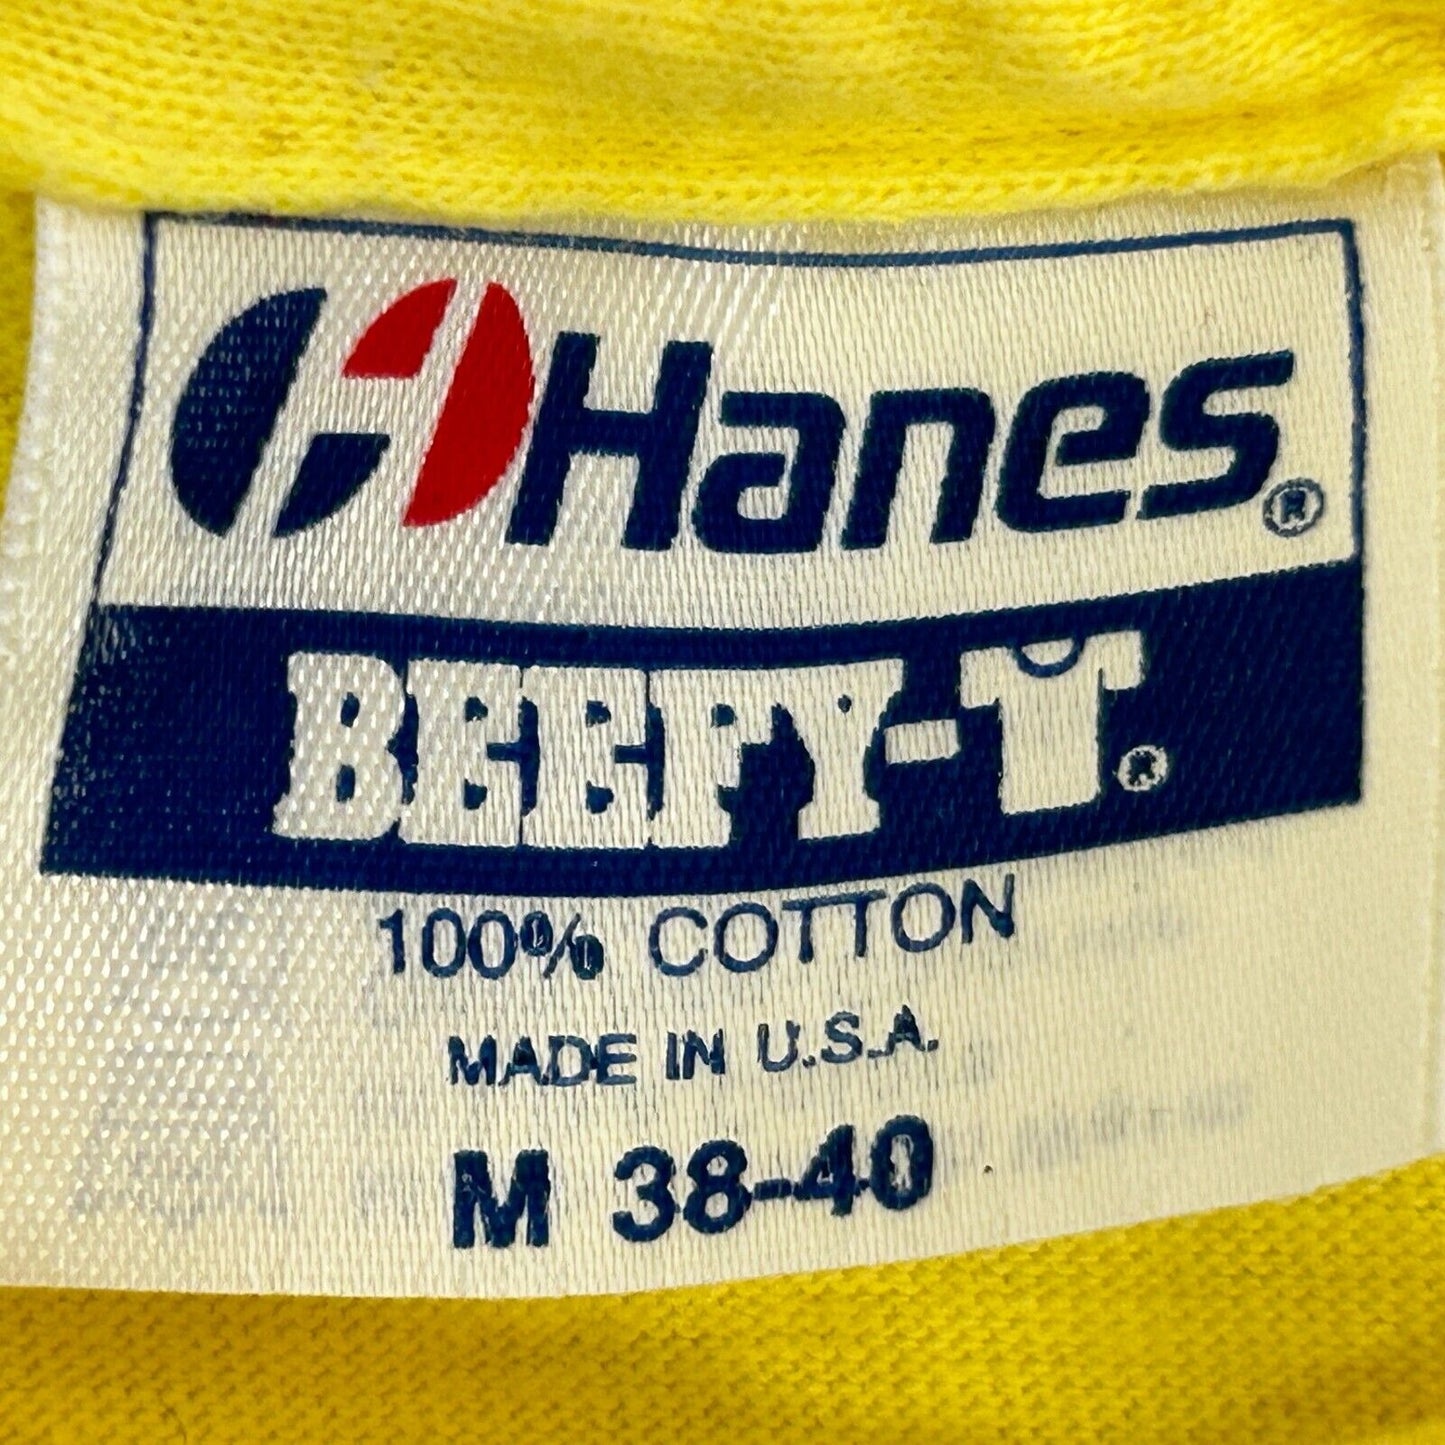 Hanes®
BEEFY-T®
100% COTTON
MADE IN U.S.A.
M 38-40